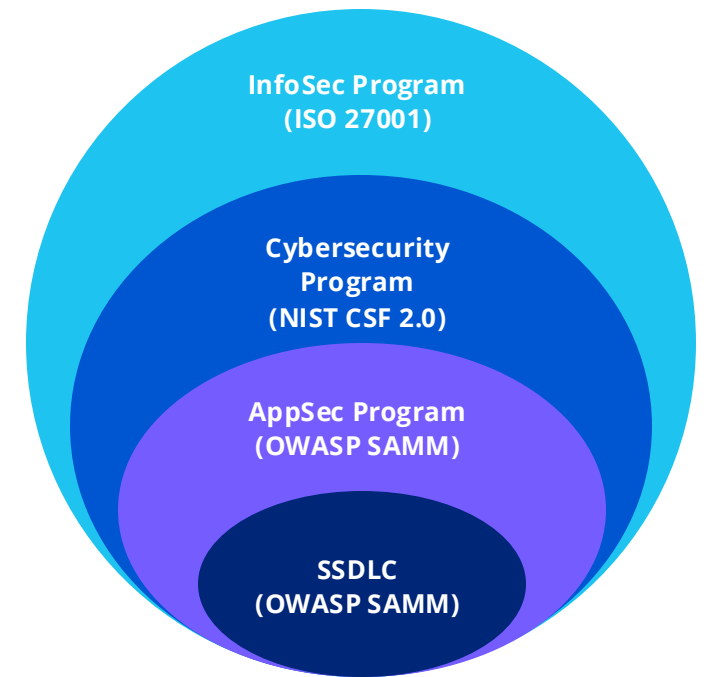 InfoSec Program
(ISO 27001)
Cybersecurity
Program
(NIST CSF 2.0)
AppSec Program
(OWASP SAMM)
SSDLC
(OWASP SAMM)